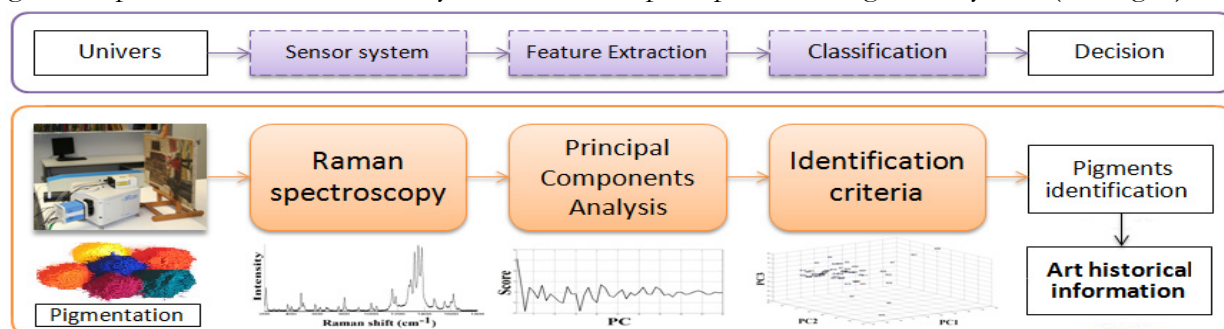 Univers
Sensor system
Feature Extraction
Classification
Decision
Raman
spectroscopy
Principal
Components
Analysis
Identification
criteria
Pigments
identification
Art historical
information
Pigmentation
Intensity
Raman shift (cm⁻¹)
Score
PC
PC3
PC2
PC1